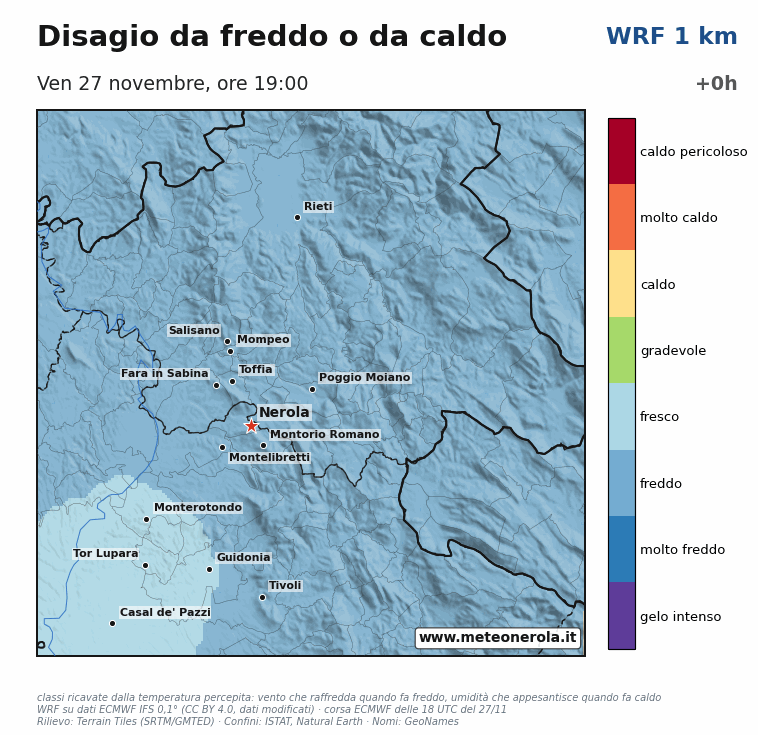 Disagio da freddo o da caldo
WRF 1 km
Ven 27 novembre, ore 19:00
+0h
caldo pericoloso
molto caldo
caldo
gradevole
fresco
freddo
molto freddo
gelo intenso
Rieti
Salisano
Mompeo
Toffia
Fara in Sabina
Poggio Moiano
Nerola
Montorio Romano
Montelibretti
Monterotondo
Tor Lupara
Guidonia
Tivoli
Casal de' Pazzi
www.meteonerola.it
classi ricavate dalla temperatura percepita: vento che raffredda quando fa freddo, umidità che appesantisce quando fa caldo
WRF su dati ECMWF IFS 0,1° (CC BY 4.0, dati modificati) · corsa ECMWF delle 18 UTC del 27/11
Rilievo: Terrain Tiles (SRTM/GMTED) · Confini: ISTAT, Natural Earth · Nomi: GeoNames